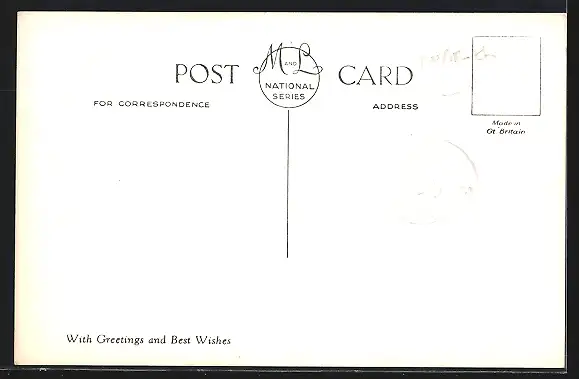 POST M AND L CARD
NATIONAL
SERIES
FOR CORRESPONDENCE
ADDRESS
Made in
Gt Britain
With Greetings and Best Wishes